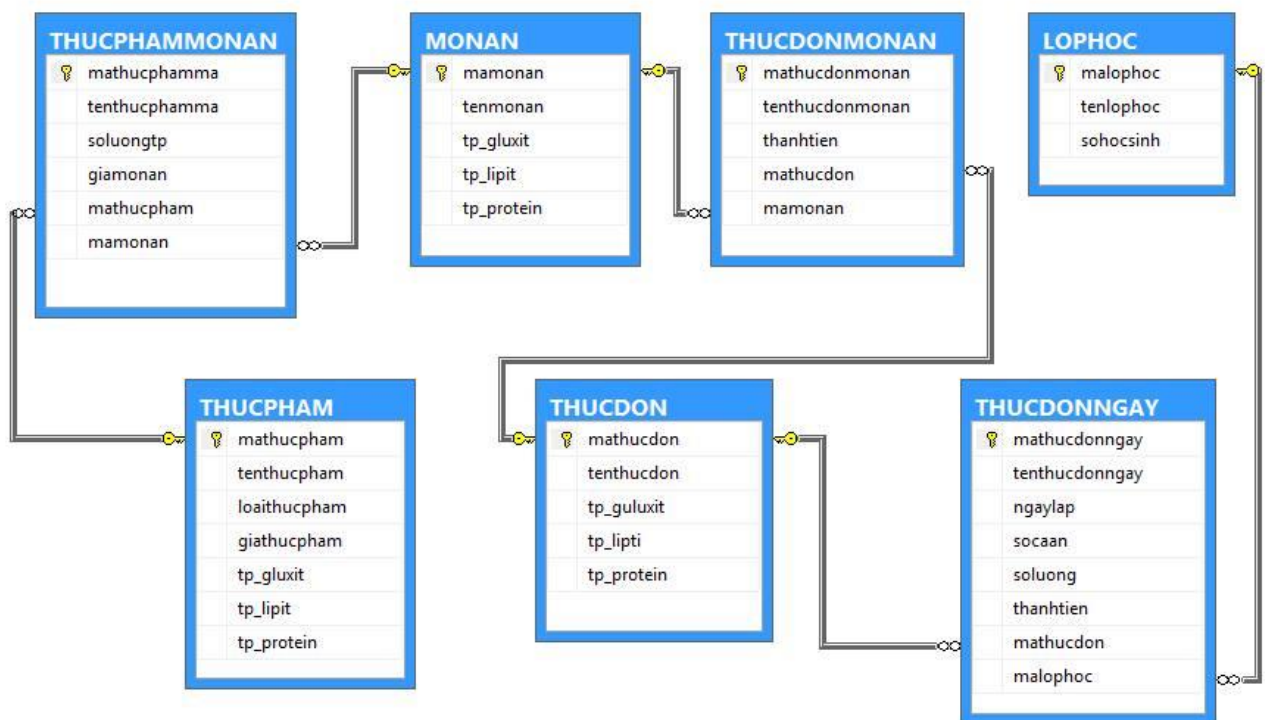 THUCPHAMMONAN
mathucphamma
tenthucphamma
soluongtp
giamonan
mathucpham
mamonan
MONAN
mamonan
tenmonan
tp_gluxit
tp_lipit
tp_protein
THUCDONMONAN
mathucdonmonan
tenthucdonmonan
thanhtien
mathucdon
mamonan
LOPHOC
malophoc
tenlophoc
sohocsinh
THUCPHAM
mathucpham
tenthucpham
loaithucpham
giathucpham
tp_gluxit
tp_lipit
tp_protein
THUCDON
mathucdon
tenthucdon
tp_guluxit
tp_lipti
tp_protein
THUCDONNGAY
mathucdonngay
tenthucdonngay
ngaylap
socaan
soluong
thanhtien
mathucdon
malophoc